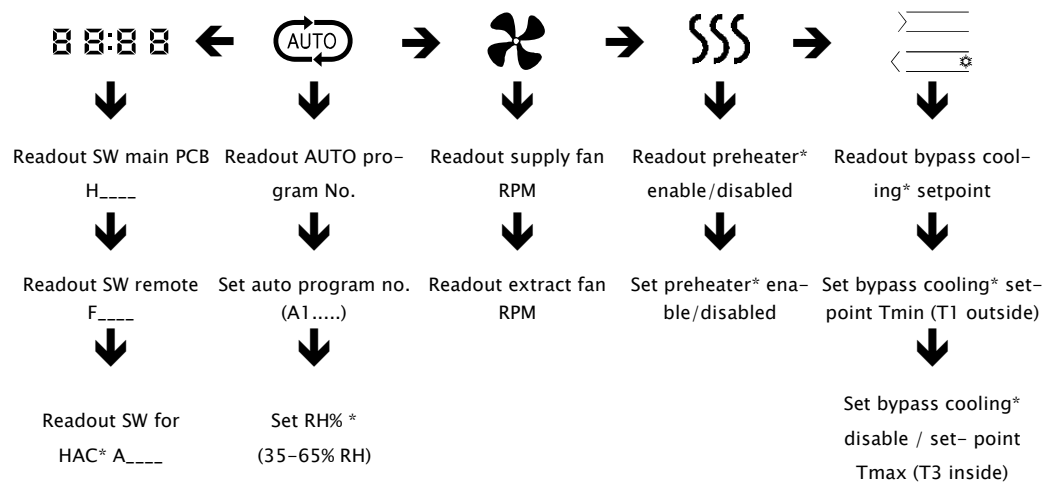 88:88
AUTO
Readout SW main PCB
H____
Readout AUTO pro-
gram No.
Readout supply fan
RPM
Readout preheater*
enable/disabled
Readout bypass cool-
ing* setpoint
Readout SW remote
F____
Set auto program no.
(A1.....)
Readout extract fan
RPM
Set preheater* ena-
ble/disabled
Set bypass cooling* set-
point Tmin (T1 outside)
Readout SW for
HAC* A____
Set RH% *
(35-65% RH)
Set bypass cooling*
disable / set- point
Tmax (T3 inside)